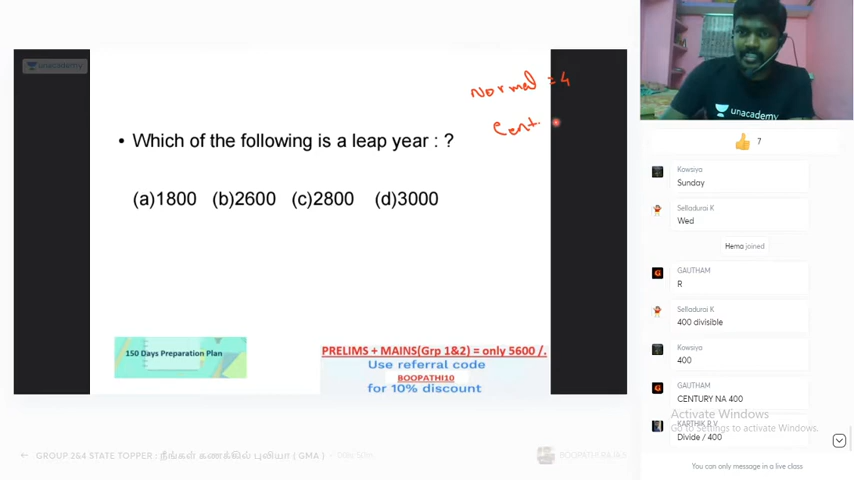 unacademy
Normal = 4
Cent.
• Which of the following is a leap year : ?
(a)1800 (b)2600 (c)2800 (d)3000
150 Days Preparation Plan
PRELIMS + MAINS(Grp 1&2) = only 5600 /.
Use referral code
BOOPATHI10
for 10% discount
← GROUP 2&4 STATE TOPPER : நீங்கள் கணக்கில் புலியா ( GMA )
unacademy
7
Kowsiya
Sunday
Selladurai K
Wed
Hema joined
GAUTHAM
R
Selladurai K
400 divisible
Kowsiya
400
GAUTHAM
CENTURY NA 400
KARTHIK R V
Divide / 400
Activate Windows
Go to Settings to activate Windows.
You can only message in a live class